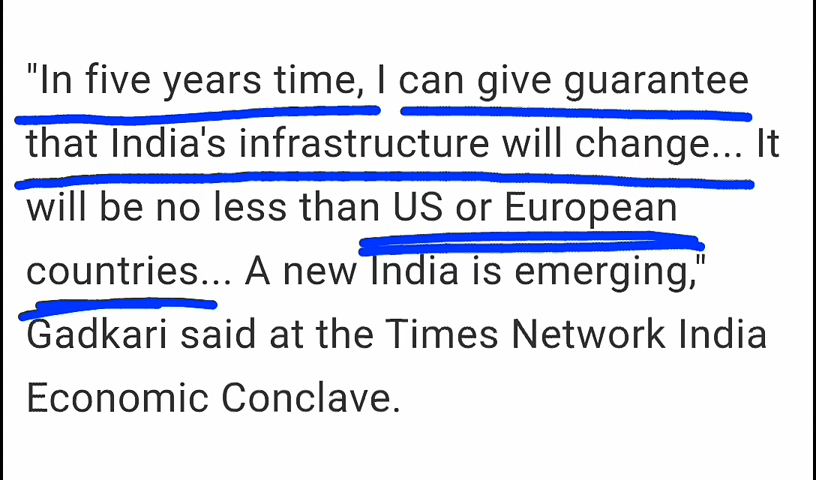 "In five years time, I can give guarantee
that India's infrastructure will change... It
will be no less than US or European
countries... A new India is emerging,"
Gadkari said at the Times Network India
Economic Conclave.